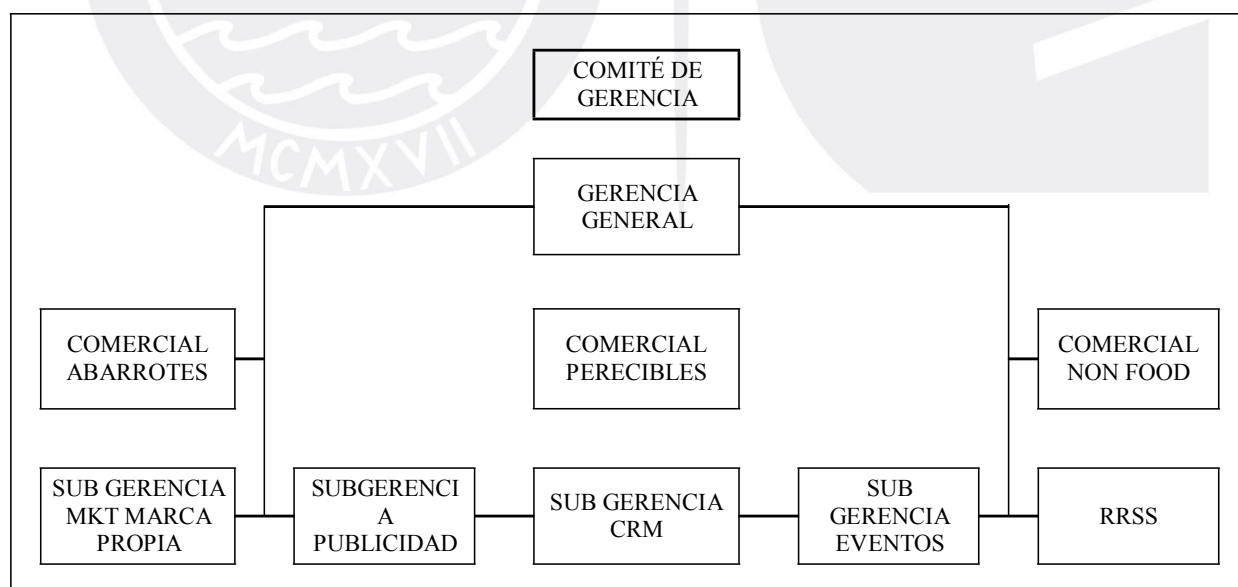 COMITÉ DE
GERENCIA
MCMXVII
GERENCIA
GENERAL
COMERCIAL
ABARROTES
COMERCIAL
PERECIBLES
COMERCIAL
NON FOOD
SUB GERENCIA
MKT MARCA
PROPIA
SUBGERENCI
A
PUBLICIDAD
SUB GERENCIA
CRM
SUB
GERENCIA
EVENTOS
RRSS